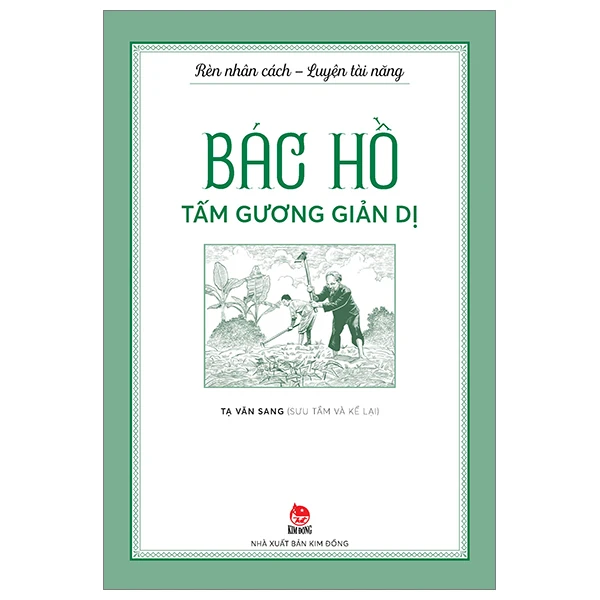 Rèn nhân cách – Luyện tài năng
BÁC HỒ
TẤM GƯƠNG GIẢN DỊ
TẠ VĂN SANG (SƯU TẦM VÀ KỂ LẠI)
KIM ĐỒNG
NHÀ XUẤT BẢN KIM ĐỒNG